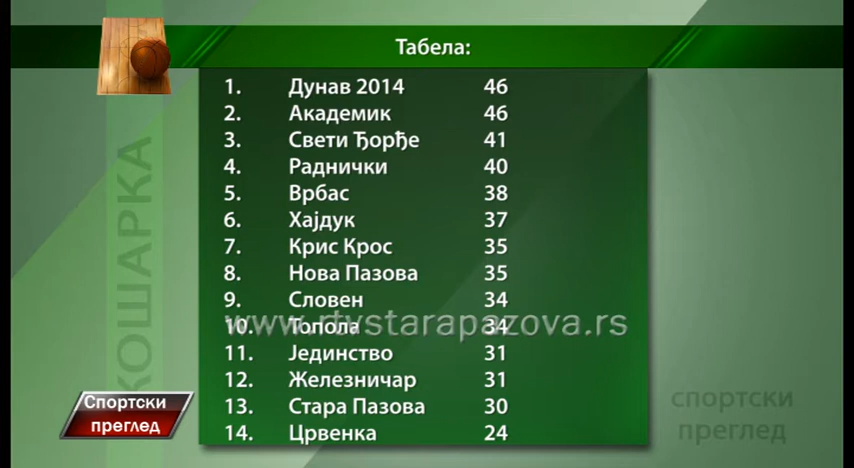 Табела:
1. Дунав 2014 46
2. Академик 46
3. Свети Ђорђе 41
4. Раднички 40
5. Врбас 38
6. Хајдук 37
7. Крис Крос 35
8. Нова Пазова 35
9. Словен 34
www.rtvstarapazova.rs
10. Топола 34
11. Јединство 31
12. Железничар 31
13. Стара Пазова 30
14. Црвенка 24
КОШАРКА
Спортски
преглед
спортски
преглед